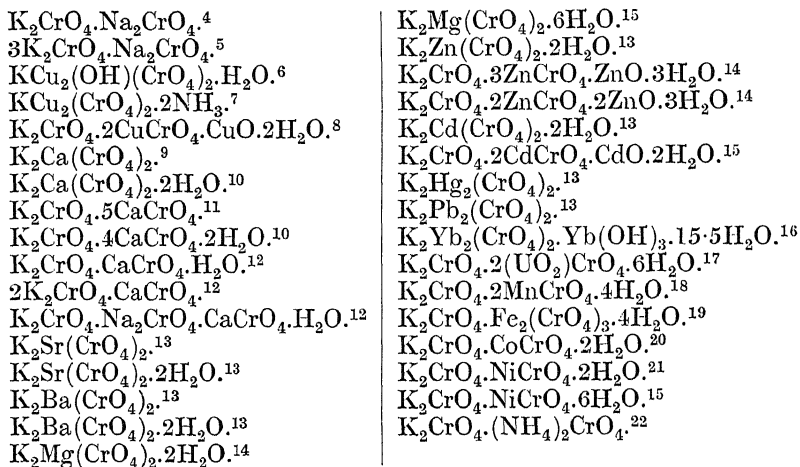 K₂CrO₄.Na₂CrO₄.⁴
3K₂CrO₄.Na₂CrO₄.⁵
KCu₂(OH)(CrO₄)₂.H₂O.⁶
KCu₂(CrO₄)₂.2NH₃.⁷
K₂CrO₄.2CuCrO₄.CuO.2H₂O.⁸
K₂Ca(CrO₄)₂.⁹
K₂Ca(CrO₄)₂.2H₂O.¹⁰
K₂CrO₄.5CaCrO₄.¹¹
K₂CrO₄.4CaCrO₄.2H₂O.¹⁰
K₂CrO₄.CaCrO₄.H₂O.¹²
2K₂CrO₄.CaCrO₄.¹²
K₂CrO₄.Na₂CrO₄.CaCrO₄.H₂O.¹²
K₂Sr(CrO₄)₂.¹³
K₂Sr(CrO₄)₂.2H₂O.¹³
K₂Ba(CrO₄)₂.¹³
K₂Ba(CrO₄)₂.2H₂O.¹³
K₂Mg(CrO₄)₂.2H₂O.¹⁴
K₂Mg(CrO₄)₂.6H₂O.¹⁵
K₂Zn(CrO₄)₂.2H₂O.¹³
K₂CrO₄.3ZnCrO₄.ZnO.3H₂O.¹⁴
K₂CrO₄.2ZnCrO₄.2ZnO.3H₂O.¹⁴
K₂Cd(CrO₄)₂.2H₂O.¹³
K₂CrO₄.2CdCrO₄.CdO.2H₂O.¹⁵
K₂Hg₂(CrO₄)₂.¹³
K₂Pb₂(CrO₄)₂.¹³
K₂Yb₂(CrO₄)₂.Yb(OH)₃.15·5H₂O.¹⁶
K₂CrO₄.2(UO₂)CrO₄.6H₂O.¹⁷
K₂CrO₄.2MnCrO₄.4H₂O.¹⁸
K₂CrO₄.Fe₂(CrO₄)₃.4H₂O.¹⁹
K₂CrO₄.CoCrO₄.2H₂O.²⁰
K₂CrO₄.NiCrO₄.2H₂O.²¹
K₂CrO₄.NiCrO₄.6H₂O.¹⁵
K₂CrO₄.(NH₄)₂CrO₄.²²